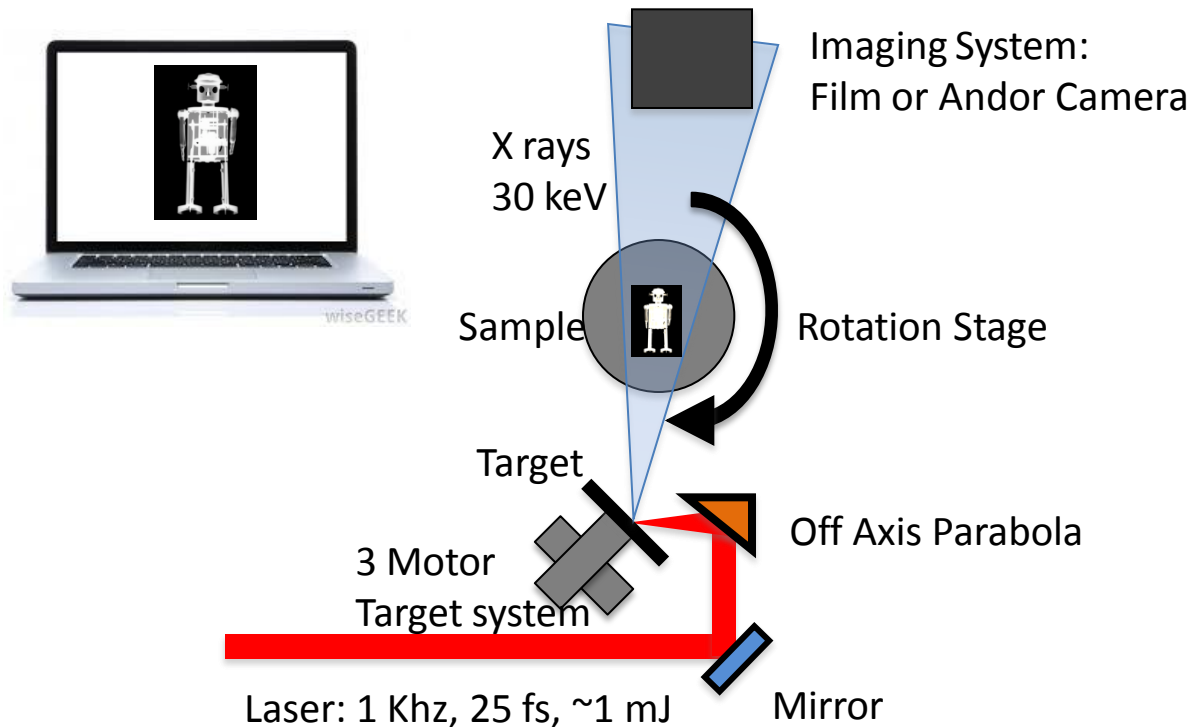 Imaging System:
Film or Andor Camera
X rays
30 keV
wiseGEEK
Sample
Rotation Stage
Target
Off Axis Parabola
3 Motor
Target system
Laser: 1 Khz, 25 fs, ~1 mJ
Mirror